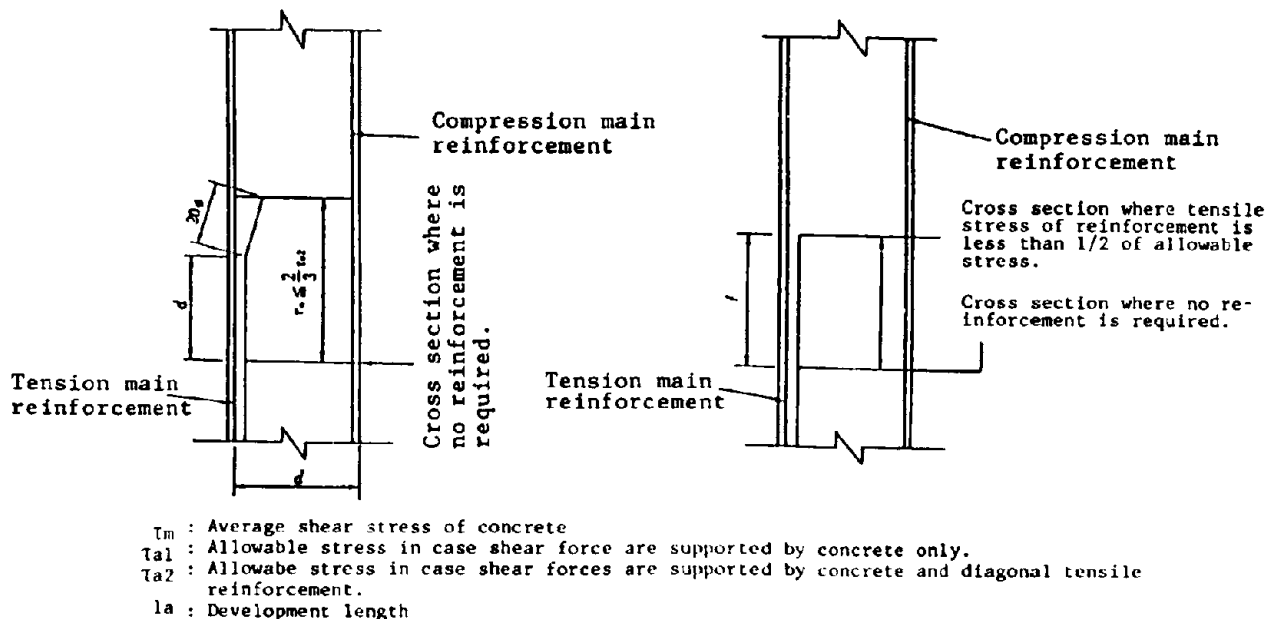 Compression main
reinforcement
20ø
d
τm ≦ 2/3 τa2
Cross section where
no reinforcement is
required.
Tension main
reinforcement
d
Compression main
reinforcement
Cross section where tensile
stress of reinforcement is
less than 1/2 of allowable
stress.
Cross section where no re-
inforcement is required.
Tension main
reinforcement
τm : Average shear stress of concrete
τa1 : Allowable stress in case shear force are supported by concrete only.
τa2 : Allowabe stress in case shear forces are supported by concrete and diagonal tensile
reinforcement.
la : Development length